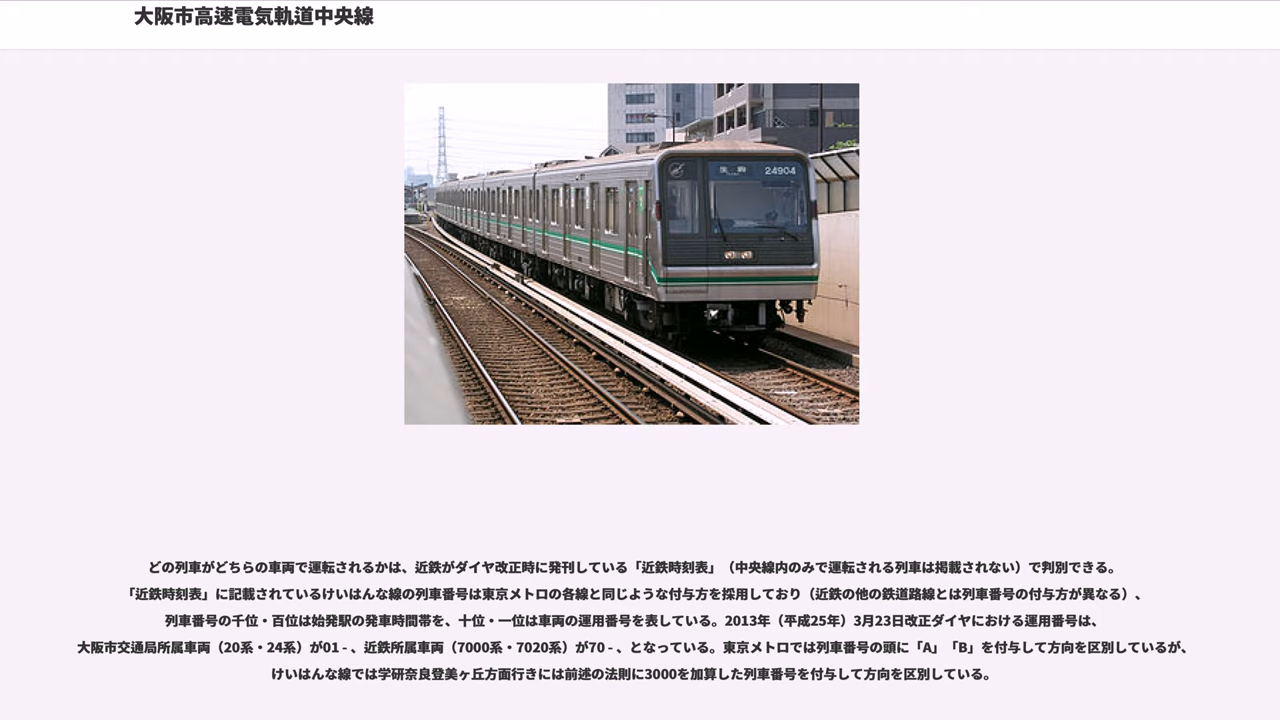 大阪市高速電気軌道中央線
生駒
24904
どの列車がどちらの車両で運転されるかは、近鉄がダイヤ改正時に発刊している「近鉄時刻表」（中央線内のみで運転される列車は掲載されない）で判別できる。
「近鉄時刻表」に記載されているけいはんな線の列車番号は東京メトロの各線と同じような付与方を採用しており（近鉄の他の鉄道路線とは列車番号の付与方が異なる）、
列車番号の千位・百位は始発駅の発車時間帯を、十位・一位は車両の運用番号を表している。2013年（平成25年）3月23日改正ダイヤにおける運用番号は、
大阪市交通局所属車両（20系・24系）が01 - 、近鉄所属車両（7000系・7020系）が70 - 、となっている。東京メトロでは列車番号の頭に「A」「B」を付与して方向を区別しているが、
けいはんな線では学研奈良登美ヶ丘方面行きには前述の法則に3000を加算した列車番号を付与して方向を区別している。